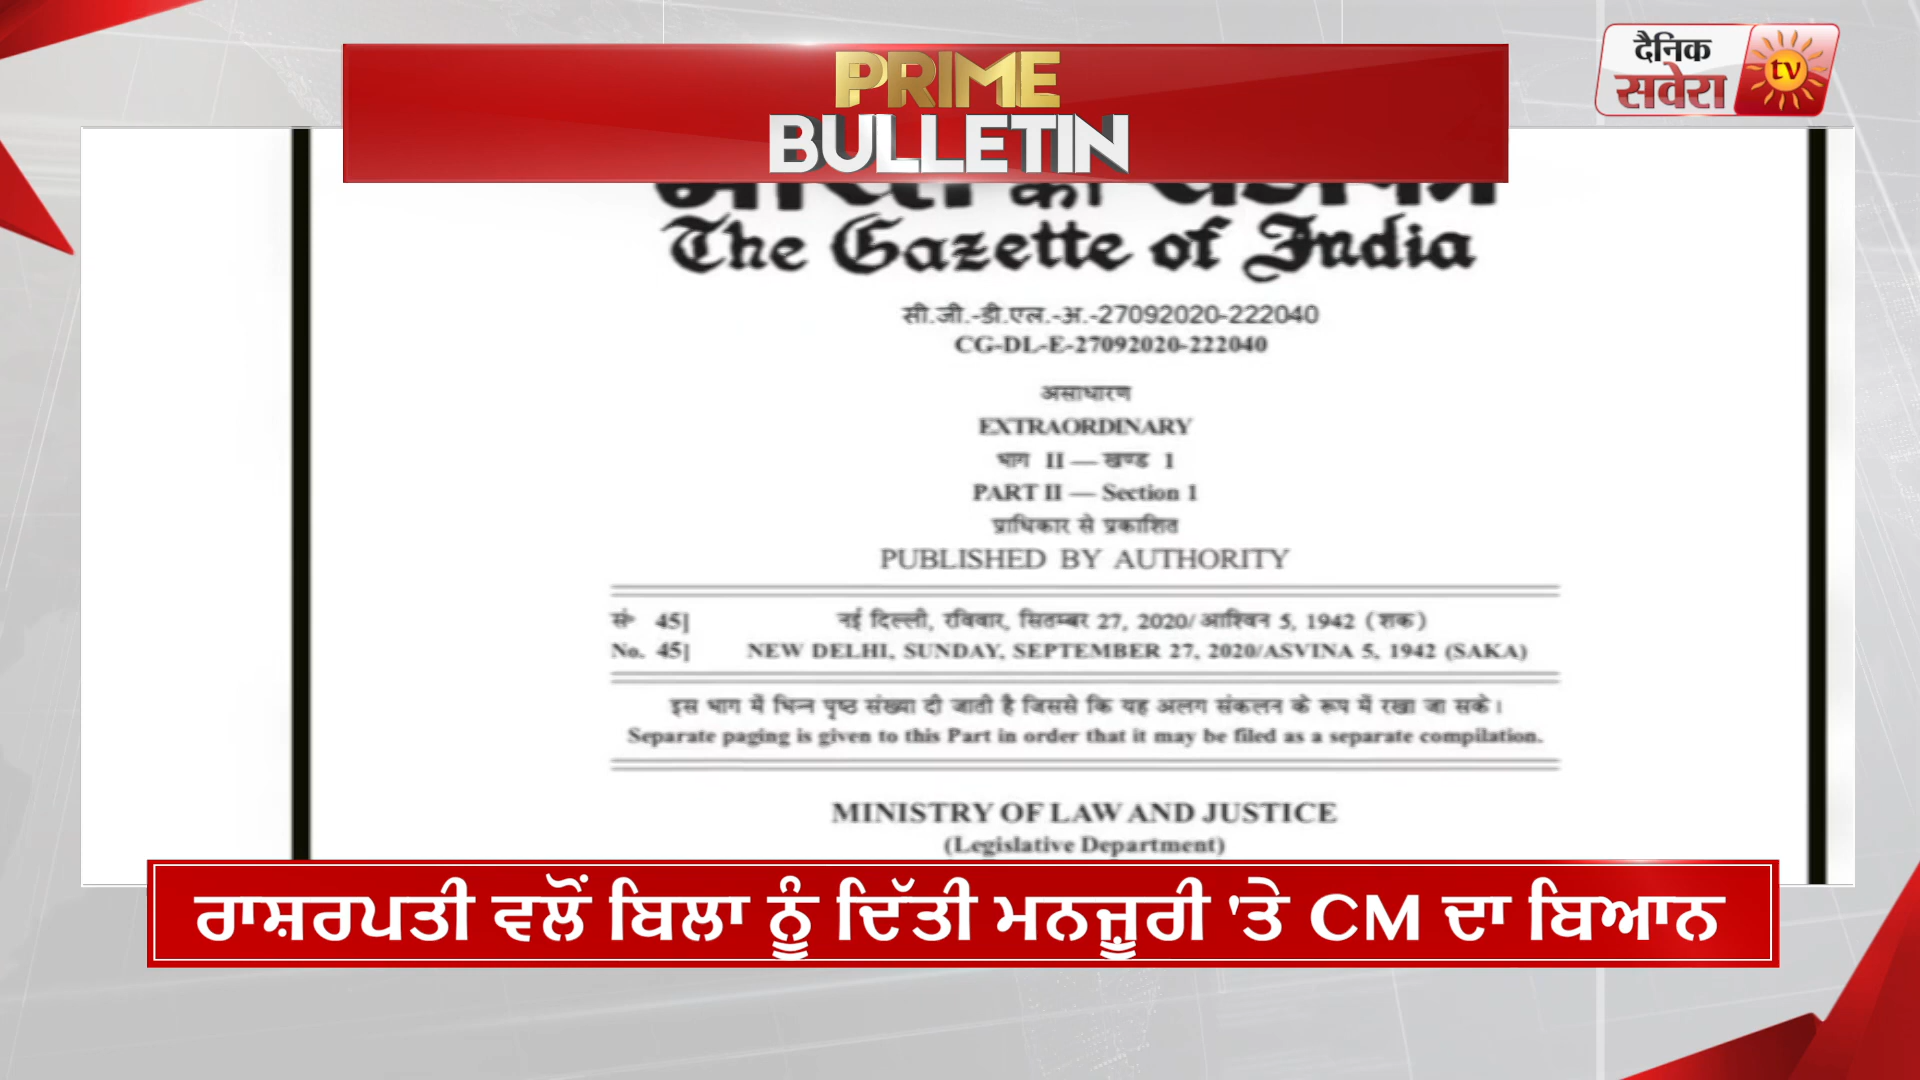 PRIME
BULLETIN
दैनिक
सवेरा
tv
The Gazette of India
सी.जी.-डी.एल.-अ.-27092020-222040
CG-DL-E-27092020-222040
असाधारण
EXTRAORDINARY
भाग II — खण्ड 1
PART II — Section 1
प्राधिकार से प्रकाशित
PUBLISHED BY AUTHORITY
सं॰ 45] नई दिल्ली, रविवार, सितम्बर 27, 2020/आश्विन 5, 1942 (शक)
No. 45] NEW DELHI, SUNDAY, SEPTEMBER 27, 2020/ASVINA 5, 1942 (SAKA)
इस भाग में भिन्न पृष्ठ संख्या दी जाती है जिससे कि यह अलग संकलन के रूप में रखा जा सके।
Separate paging is given to this Part in order that it may be filed as a separate compilation.
MINISTRY OF LAW AND JUSTICE
(Legislative Department)
ਰਾਸ਼ਰਪਤੀ ਵਲੋਂ ਬਿਲਾ ਨੂੰ ਦਿੱਤੀ ਮਨਜ਼ੂਰੀ 'ਤੇ CM ਦਾ ਬਿਆਨ